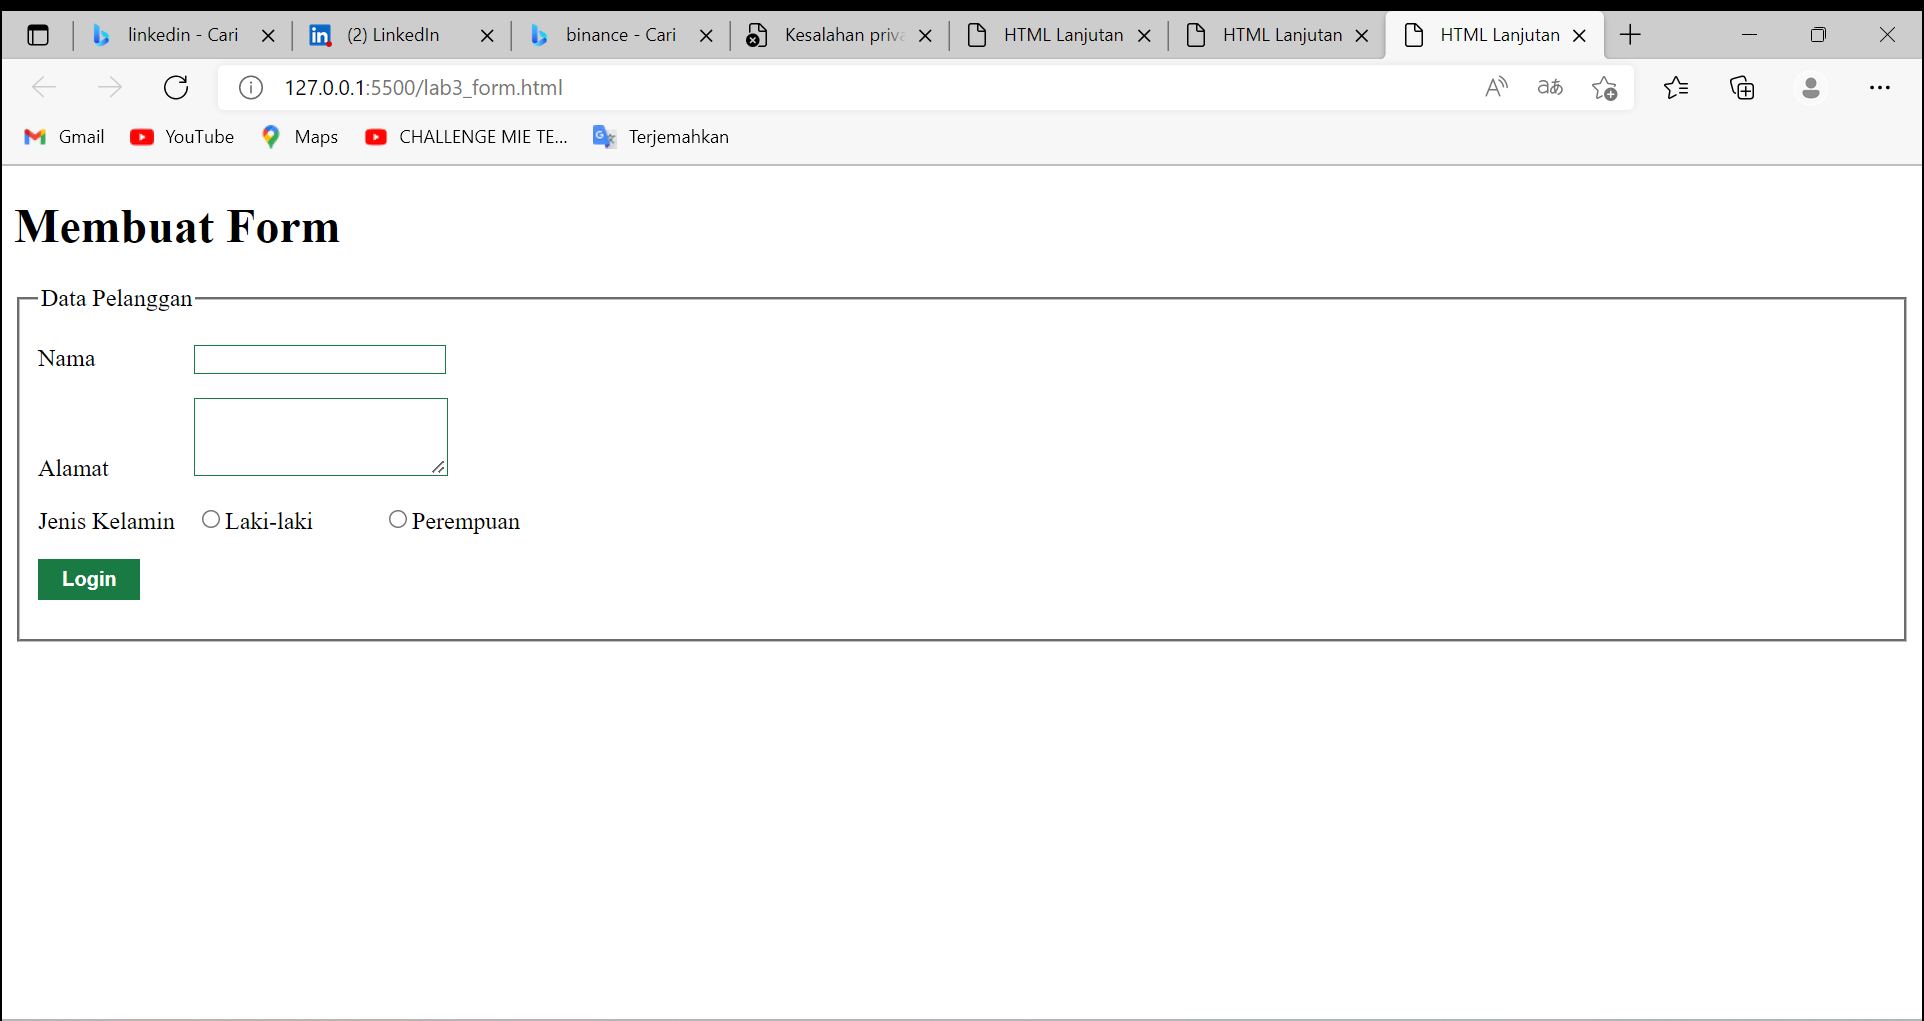 linkedin - Cari (2) LinkedIn binance - Cari Kesalahan priva HTML Lanjutan HTML Lanjutan HTML Lanjutan
127.0.0.1:5500/lab3_form.html
Gmail YouTube Maps CHALLENGE MIE TE... Terjemahkan
Membuat Form
Data Pelanggan
Nama
Alamat
Jenis Kelamin Laki-laki Perempuan
Login